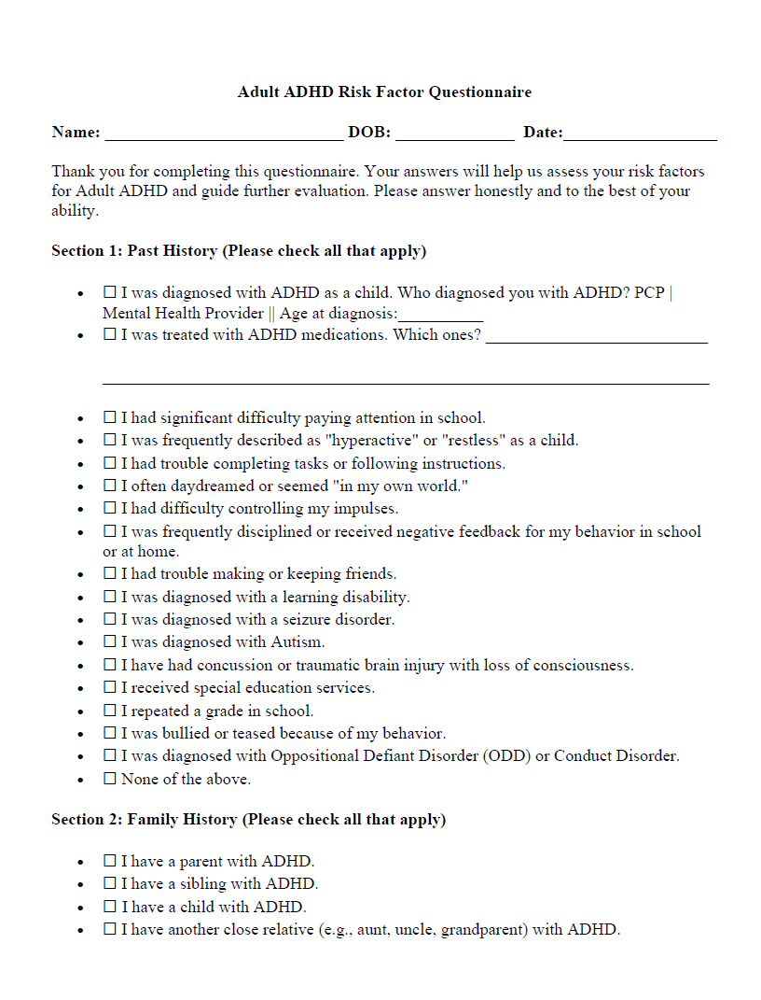 Adult ADHD Risk Factor Questionnaire
Name: ____________________________ DOB: ______________ Date:__________________
Thank you for completing this questionnaire. Your answers will help us assess your risk factors
for Adult ADHD and guide further evaluation. Please answer honestly and to the best of your
ability.
Section 1: Past History (Please check all that apply)
• ☐ I was diagnosed with ADHD as a child. Who diagnosed you with ADHD? PCP |
Mental Health Provider || Age at diagnosis:__________
• ☐ I was treated with ADHD medications. Which ones? __________________________
_______________________________________________________________________
• ☐ I had significant difficulty paying attention in school.
• ☐ I was frequently described as "hyperactive" or "restless" as a child.
• ☐ I had trouble completing tasks or following instructions.
• ☐ I often daydreamed or seemed "in my own world."
• ☐ I had difficulty controlling my impulses.
• ☐ I was frequently disciplined or received negative feedback for my behavior in school
or at home.
• ☐ I had trouble making or keeping friends.
• ☐ I was diagnosed with a learning disability.
• ☐ I was diagnosed with a seizure disorder.
• ☐ I was diagnosed with Autism.
• ☐ I have had concussion or traumatic brain injury with loss of consciousness.
• ☐ I received special education services.
• ☐ I repeated a grade in school.
• ☐ I was bullied or teased because of my behavior.
• ☐ I was diagnosed with Oppositional Defiant Disorder (ODD) or Conduct Disorder.
• ☐ None of the above.
Section 2: Family History (Please check all that apply)
• ☐ I have a parent with ADHD.
• ☐ I have a sibling with ADHD.
• ☐ I have a child with ADHD.
• ☐ I have another close relative (e.g., aunt, uncle, grandparent) with ADHD.